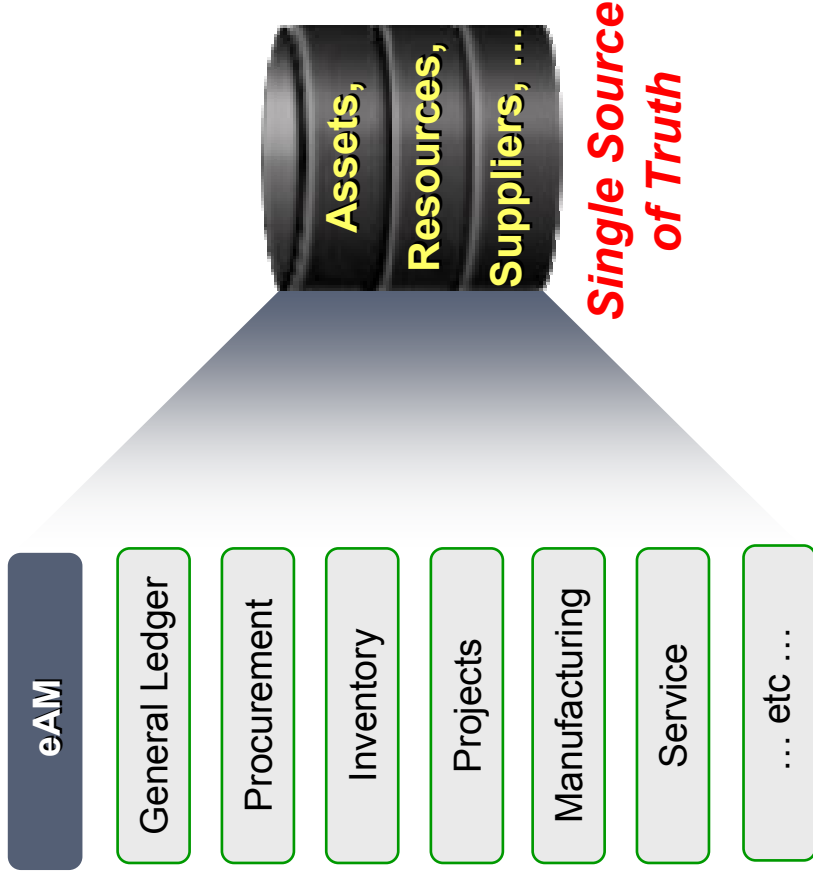 eAM
General Ledger
Procurement
Inventory
Projects
Manufacturing
Service
… etc …
Assets,
Resources,
Suppliers, …
Single Source
of Truth